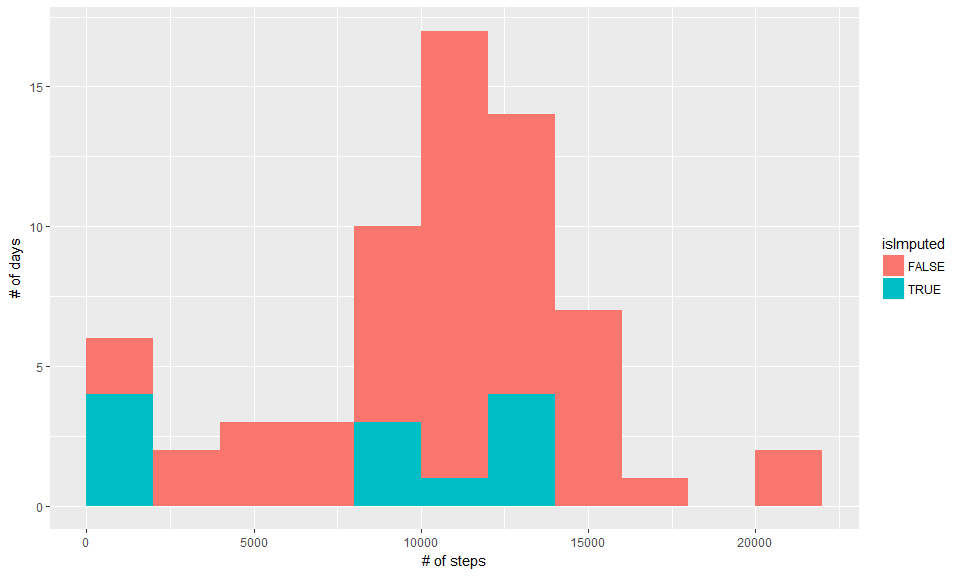 15
10
5
0
# of days
0 5000 10000 15000 20000
# of steps
isImputed
FALSE
TRUE